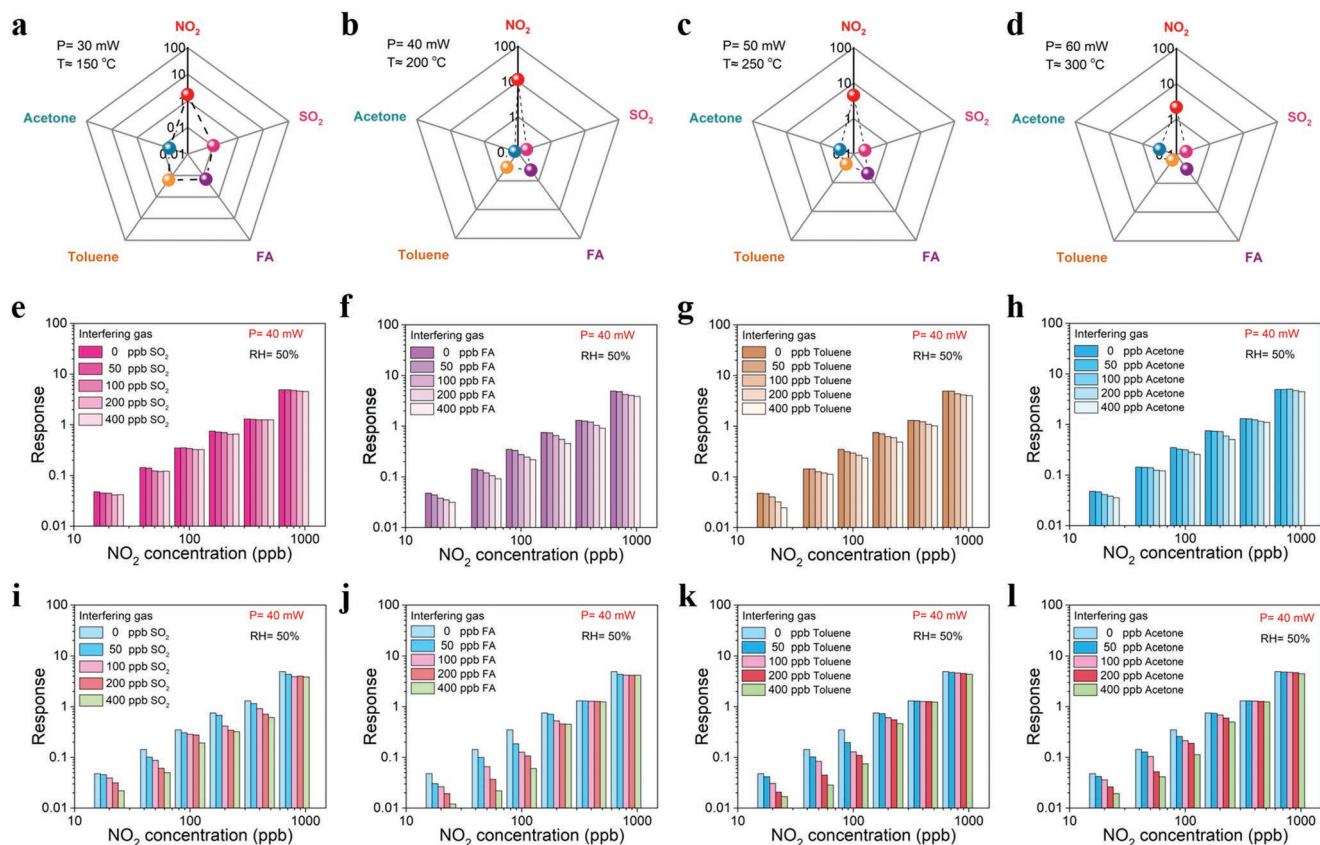 a
P= 30 mW
T≈ 150 °C
NO2
100
10
0.1
0.01
Acetone
SO2
Toluene
FA
b
P= 40 mW
T≈ 200 °C
NO2
100
10
1
Acetone
SO2
Toluene
FA
c
P= 50 mW
T≈ 250 °C
NO2
100
10
1
0.1
Acetone
SO2
Toluene
FA
d
P= 60 mW
T≈ 300 °C
NO2
100
10
1
0.1
Acetone
SO2
Toluene
FA
e
Response
100
10
1
0.1
0.01
Interfering gas
P= 40 mW
RH= 50%
0 ppb SO2
50 ppb SO2
100 ppb SO2
200 ppb SO2
400 ppb SO2
10 100 1000
NO2 concentration (ppb)
f
Response
100
10
1
0.1
0.01
Interfering gas
P= 40 mW
RH= 50%
0 ppb FA
50 ppb FA
100 ppb FA
200 ppb FA
400 ppb FA
10 100 1000
NO2 concentration (ppb)
g
Response
100
10
1
0.1
0.01
Interfering gas
P= 40 mW
RH= 50%
0 ppb Toluene
50 ppb Toluene
100 ppb Toluene
200 ppb Toluene
400 ppb Toluene
10 100 1000
NO2 concentration (ppb)
h
Response
100
10
1
0.1
0.01
Interfering gas
P= 40 mW
RH= 50%
0 ppb Acetone
50 ppb Acetone
100 ppb Acetone
200 ppb Acetone
400 ppb Acetone
10 100 1000
NO2 concentration (ppb)
i
Response
100
10
1
0.1
0.01
Interfering gas
P= 40 mW
RH= 50%
0 ppb SO2
50 ppb SO2
100 ppb SO2
200 ppb SO2
400 ppb SO2
10 100 1000
NO2 concentration (ppb)
j
Response
100
10
1
0.1
0.01
Interfering gas
P= 40 mW
RH= 50%
0 ppb FA
50 ppb FA
100 ppb FA
200 ppb FA
400 ppb FA
10 100 1000
NO2 concentration (ppb)
k
Response
100
10
1
0.1
0.01
Interfering gas
P= 40 mW
RH= 50%
0 ppb Toluene
50 ppb Toluene
100 ppb Toluene
200 ppb Toluene
400 ppb Toluene
10 100 1000
NO2 concentration (ppb)
l
Response
100
10
1
0.1
0.01
Interfering gas
P= 40 mW
RH= 50%
0 ppb Acetone
50 ppb Acetone
100 ppb Acetone
200 ppb Acetone
400 ppb Acetone
10 100 1000
NO2 concentration (ppb)